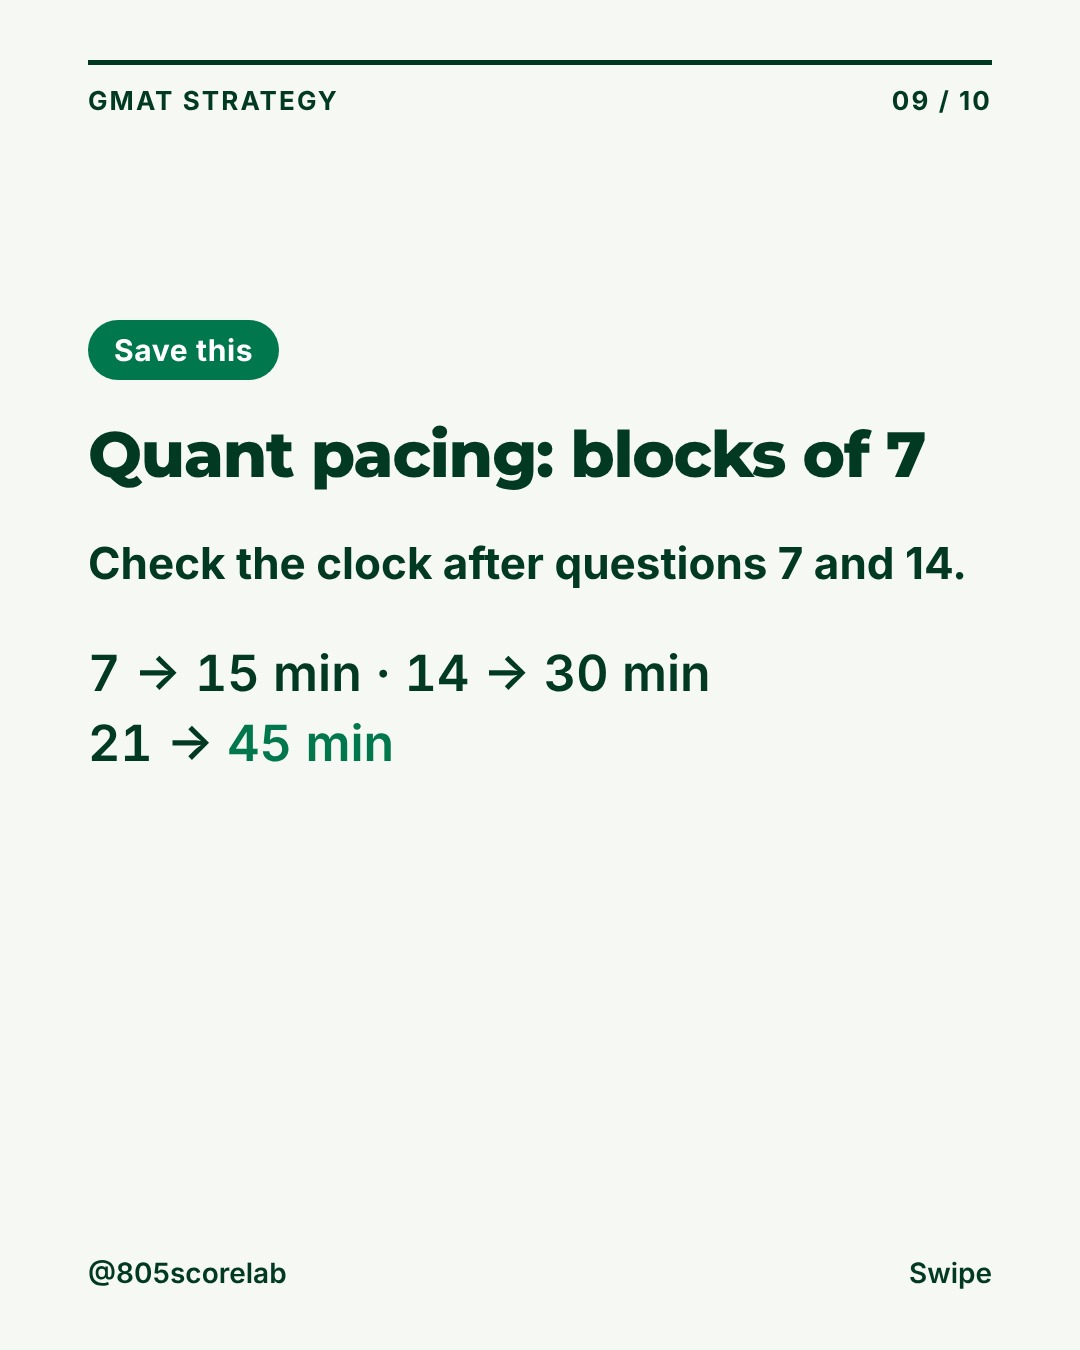 GMAT STRATEGY
09 / 10
Save this
Quant pacing: blocks of 7
Check the clock after questions 7 and 14.
7 → 15 min · 14 → 30 min
21 → 45 min
@805scorelab
Swipe